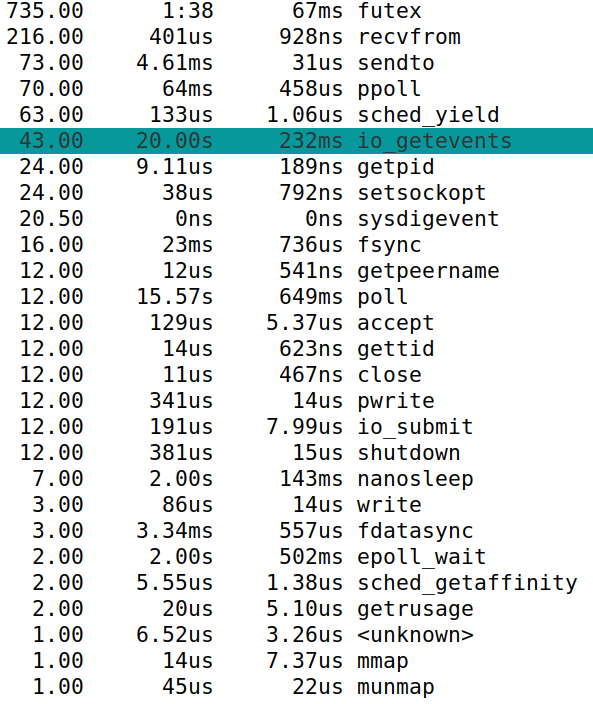 735.00 1:38 67ms futex
216.00 401us 928ns recvfrom
73.00 4.61ms 31us sendto
70.00 64ms 458us ppoll
63.00 133us 1.06us sched_yield
43.00 20.00s 232ms io_getevents
24.00 9.11us 189ns getpid
24.00 38us 792ns setsockopt
20.50 0ns 0ns sysdigevent
16.00 23ms 736us fsync
12.00 12us 541ns getpeername
12.00 15.57s 649ms poll
12.00 129us 5.37us accept
12.00 14us 623ns gettid
12.00 11us 467ns close
12.00 341us 14us pwrite
12.00 191us 7.99us io_submit
12.00 381us 15us shutdown
7.00 2.00s 143ms nanosleep
3.00 86us 14us write
3.00 3.34ms 557us fdatasync
2.00 2.00s 502ms epoll_wait
2.00 5.55us 1.38us sched_getaffinity
2.00 20us 5.10us getrusage
1.00 6.52us 3.26us <unknown>
1.00 14us 7.37us mmap
1.00 45us 22us munmap